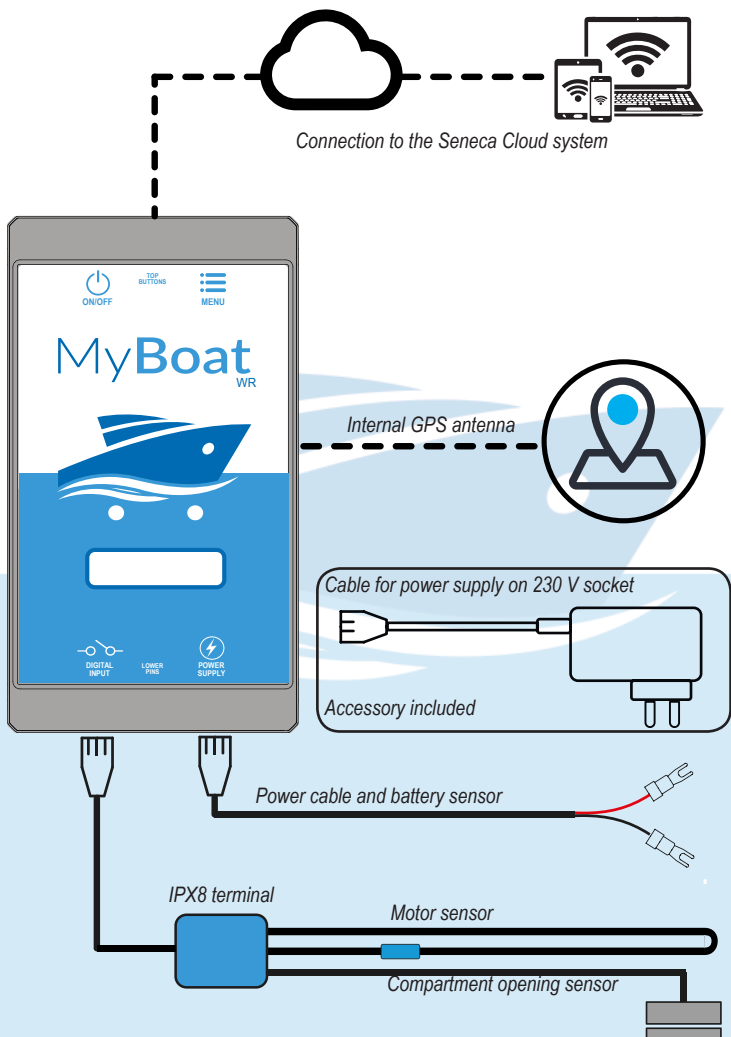 Connection to the Seneca Cloud system
TOP
BUTTONS
ON/OFF
MENU
MyBoat
WR
Internal GPS antenna
Cable for power supply on 230 V socket
Accessory included
DIGITAL
INPUT
LOWER
PINS
POWER
SUPPLY
Power cable and battery sensor
IPX8 terminal
Motor sensor
Compartment opening sensor